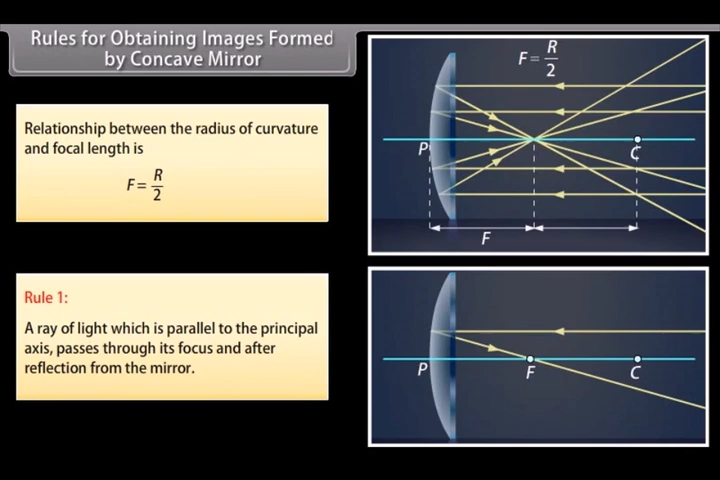 Rules for Obtaining Images Formed
by Concave Mirror
Relationship between the radius of curvature
and focal length is
F = R/2
Rule 1:
A ray of light which is parallel to the principal
axis, passes through its focus and after
reflection from the mirror.
F = R/2
P
C
F
P
F
C